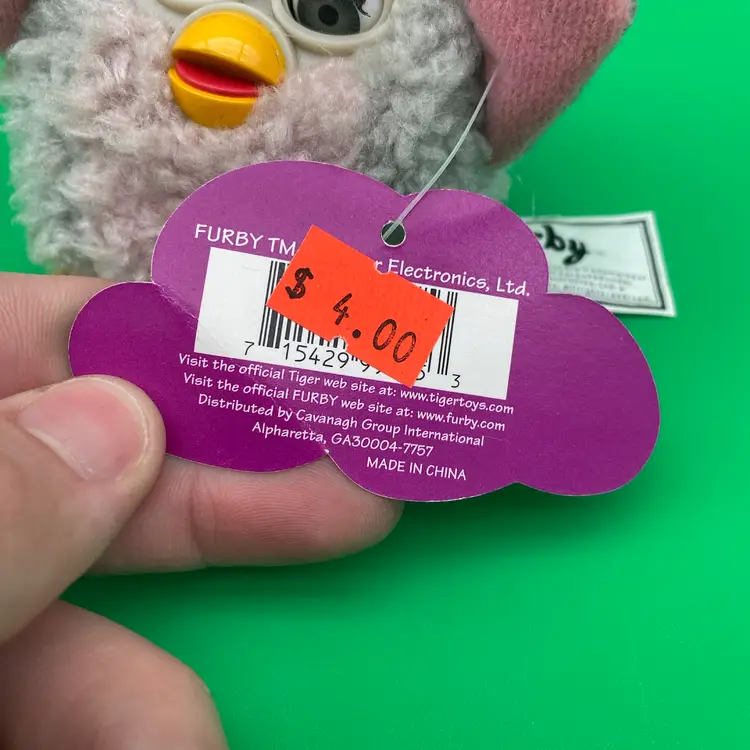 FURBY TM Electronics, Ltd.
$ 4.00
7 15429 3
Visit the official Tiger web site at: www.tigertoys.com
Visit the official FURBY web site at: www.furby.com
Distributed by Cavanagh Group International
Alpharetta, GA30004-7757
MADE IN CHINA